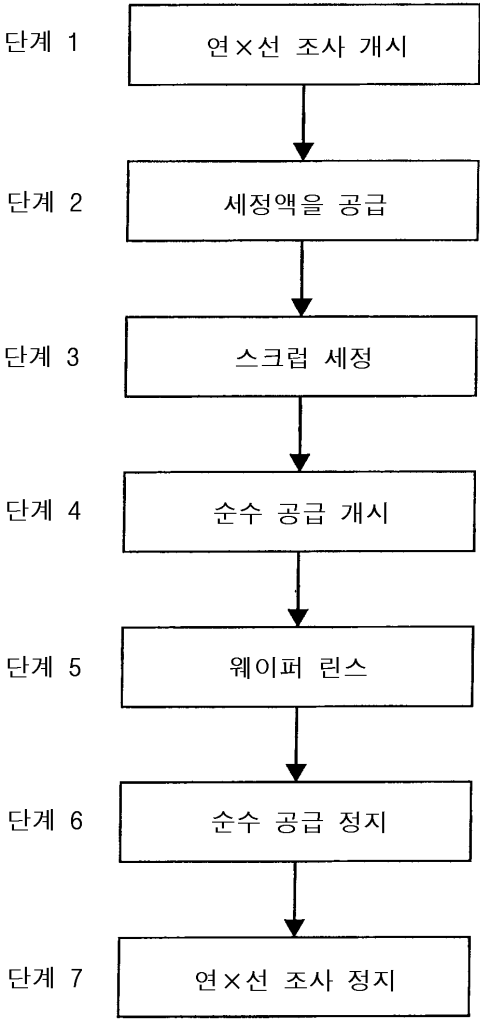 단계 1 연×선 조사 개시
단계 2 세정액을 공급
단계 3 스크럽 세정
단계 4 순수 공급 개시
단계 5 웨이퍼 린스
단계 6 순수 공급 정지
단계 7 연×선 조사 정지